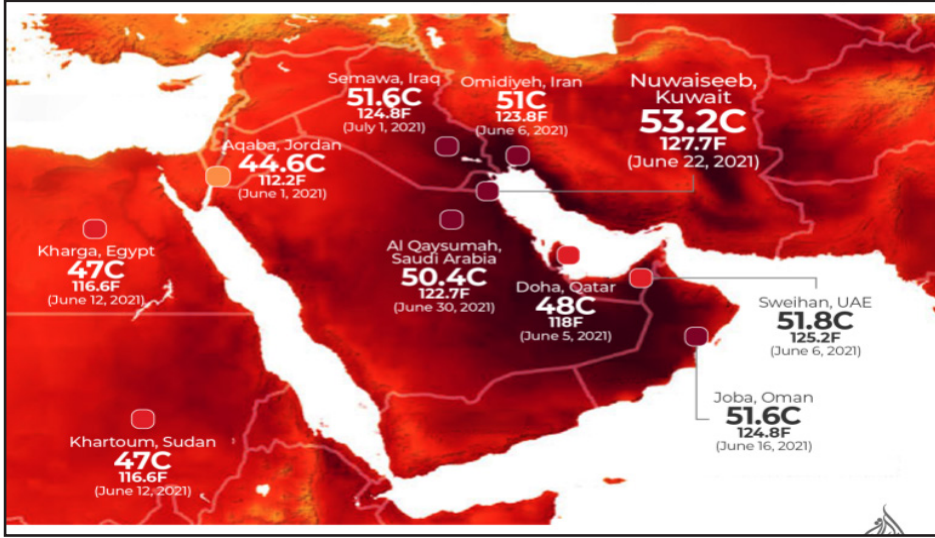 Semawa, Iraq
51.6C
124.8F
(July 1, 2021)
Omidiyeh, Iran
51C
123.8F
(June 6, 2021)
Nuwaiseeb,
Kuwait
53.2C
127.7F
(June 22, 2021)
Aqaba, Jordan
44.6C
112.2F
(June 1, 2021)
Kharga, Egypt
47C
116.6F
(June 12, 2021)
Al Qaysumah,
Saudi Arabia
50.4C
122.7F
(June 30, 2021)
Doha, Qatar
48C
118F
(June 5, 2021)
Sweihan, UAE
51.8C
125.2F
(June 6, 2021)
Joba, Oman
51.6C
124.8F
(June 16, 2021)
Khartoum, Sudan
47C
116.6F
(June 12, 2021)